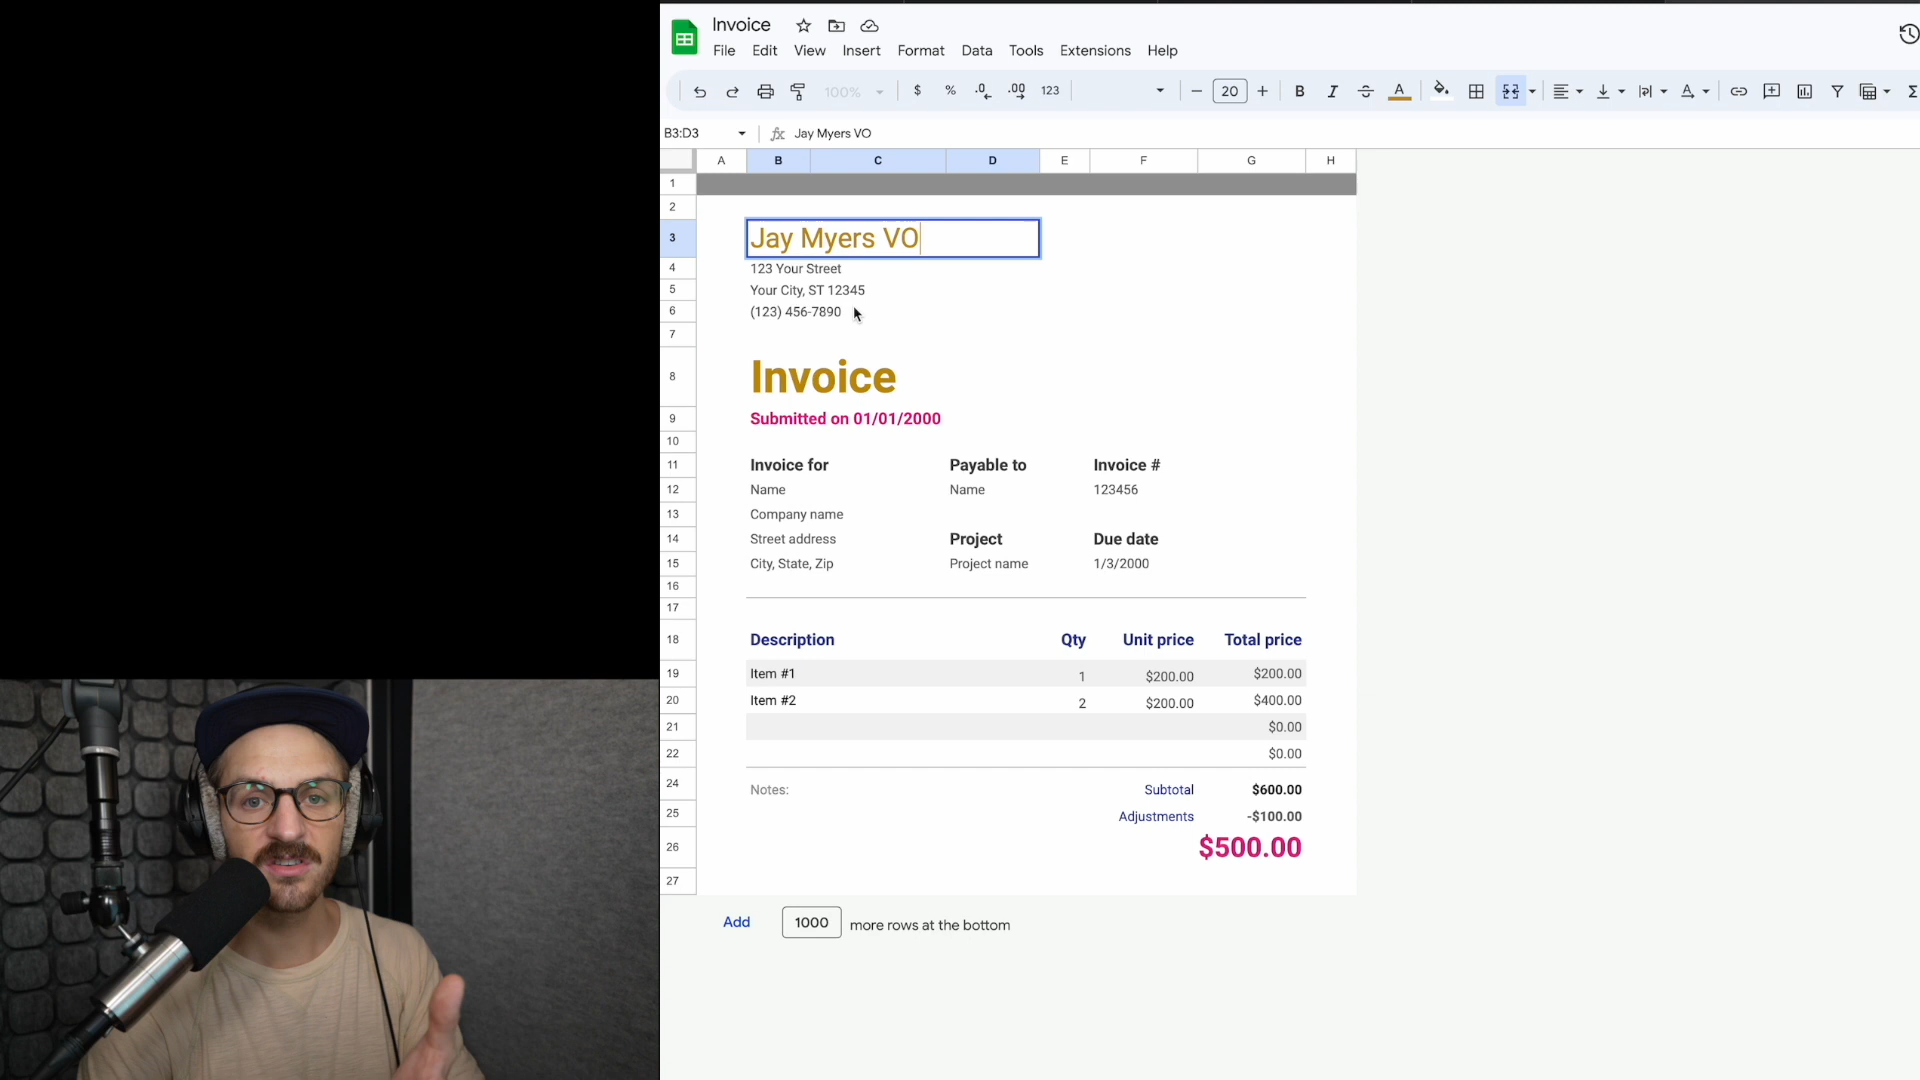 Invoice
File Edit View Insert Format Data Tools Extensions Help
100% $ % .0 .00 123 20 B I A Σ
B3:D3 fx Jay Myers VO
A B C D E F G H
1
2
3 Jay Myers VO
4 123 Your Street
5 Your City, ST 12345
6 (123) 456-7890
7
8 Invoice
9 Submitted on 01/01/2000
10
11 Invoice for Payable to Invoice #
12 Name Name 123456
13 Company name
14 Street address Project Due date
15 City, State, Zip Project name 1/3/2000
16
17
18 Description Qty Unit price Total price
19 Item #1 1 $200.00 $200.00
20 Item #2 2 $200.00 $400.00
21 $0.00
22 $0.00
24 Notes: Subtotal $600.00
25 Adjustments -$100.00
26 $500.00
27
Add 1000 more rows at the bottom